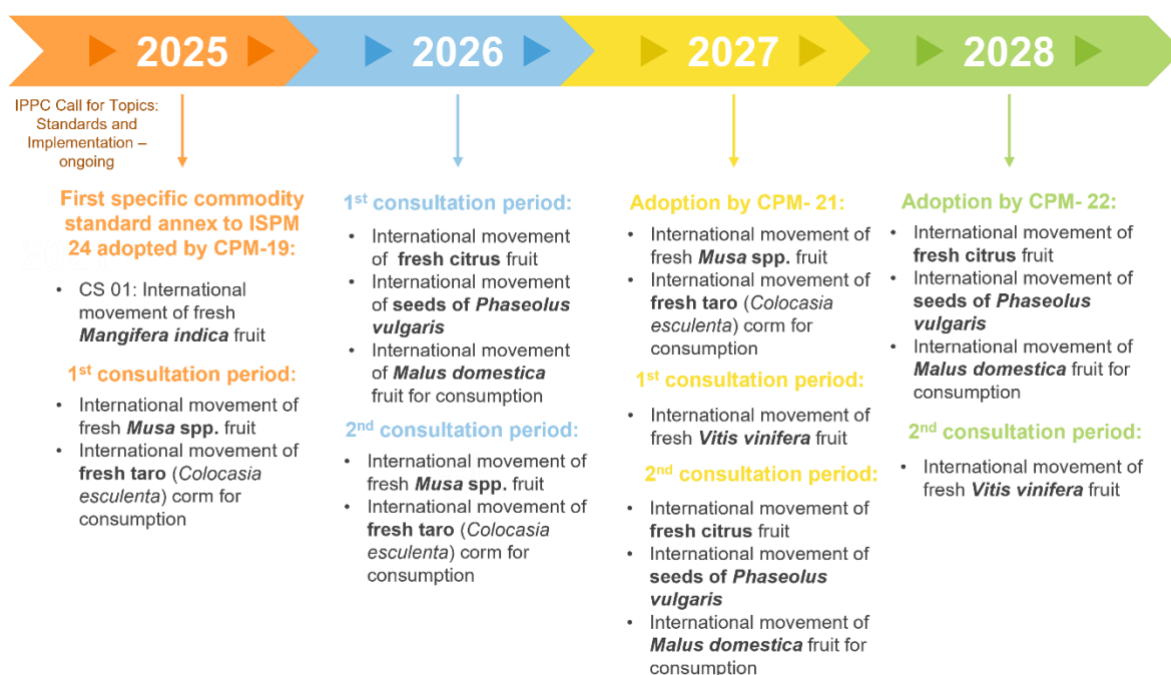 2025
2026
2027
2028
IPPC Call for Topics:
Standards and
Implementation –
ongoing
First specific commodity
standard annex to ISPM
24 adopted by CPM-19:
• CS 01: International
movement of fresh
Mangifera indica fruit
1st consultation period:
• International movement of
fresh Musa spp. fruit
• International movement of
fresh taro (Colocasia
esculenta) corm for
consumption
1st consultation period:
• International movement
of fresh citrus fruit
• International movement
of seeds of Phaseolus
vulgaris
• International movement
of Malus domestica
fruit for consumption
2nd consultation period:
• International movement of
fresh Musa spp. fruit
• International movement of
fresh taro (Colocasia
esculenta) corm for
consumption
Adoption by CPM- 21:
• International movement of
fresh Musa spp. fruit
• International movement of
fresh taro (Colocasia
esculenta) corm for
consumption
1st consultation period:
• International movement of
fresh Vitis vinifera fruit
2nd consultation period:
• International movement of
fresh citrus fruit
• International movement of
seeds of Phaseolus
vulgaris
• International movement of
Malus domestica fruit for
consumption
Adoption by CPM- 22:
• International movement of
fresh citrus fruit
• International movement of
seeds of Phaseolus
vulgaris
• International movement of
Malus domestica fruit for
consumption
2nd consultation period:
• International movement of
fresh Vitis vinifera fruit